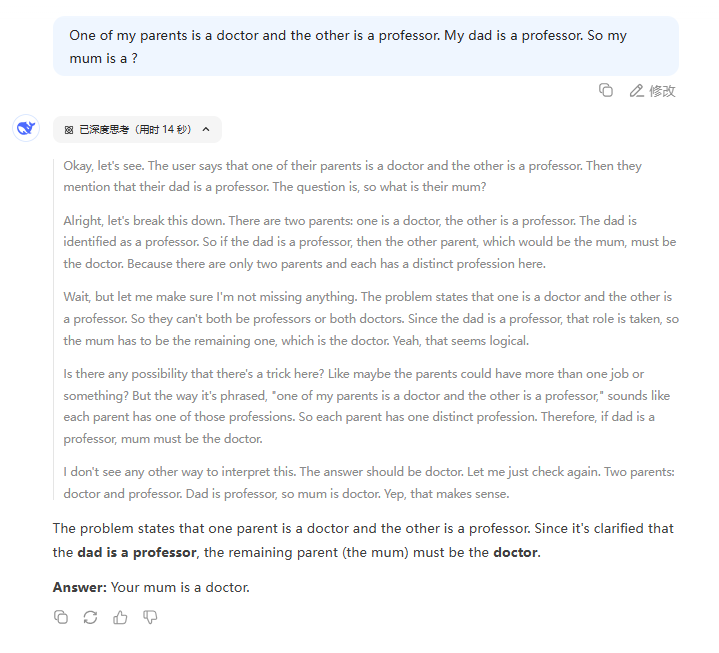 One of my parents is a doctor and the other is a professor. My dad is a professor. So my
mum is a ?
修改
已深度思考（用时 14 秒）
Okay, let's see. The user says that one of their parents is a doctor and the other is a professor. Then they
mention that their dad is a professor. The question is, so what is their mum?
Alright, let's break this down. There are two parents: one is a doctor, the other is a professor. The dad is
identified as a professor. So if the dad is a professor, then the other parent, which would be the mum, must be
the doctor. Because there are only two parents and each has a distinct profession here.
Wait, but let me make sure I'm not missing anything. The problem states that one is a doctor and the other is
a professor. So they can't both be professors or both doctors. Since the dad is a professor, that role is taken, so
the mum has to be the remaining one, which is the doctor. Yeah, that seems logical.
Is there any possibility that there's a trick here? Like maybe the parents could have more than one job or
something? But the way it's phrased, "one of my parents is a doctor and the other is a professor," sounds like
each parent has one of those professions. So each parent has one distinct profession. Therefore, if dad is a
professor, mum must be the doctor.
I don't see any other way to interpret this. The answer should be doctor. Let me just check again. Two parents:
doctor and professor. Dad is professor, so mum is doctor. Yep, that makes sense.
The problem states that one parent is a doctor and the other is a professor. Since it's clarified that
the dad is a professor, the remaining parent (the mum) must be the doctor.
Answer: Your mum is a doctor.